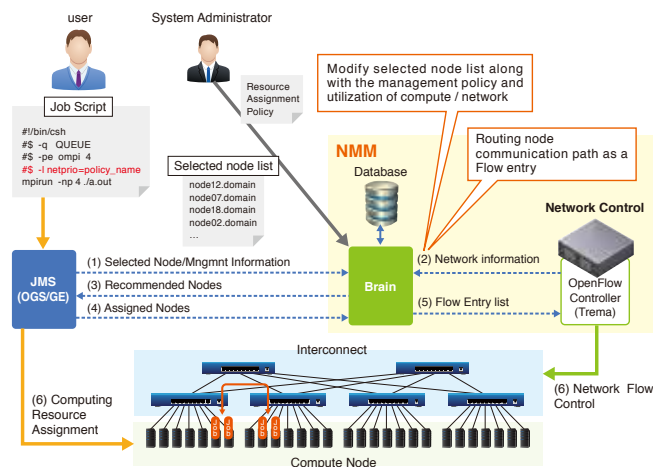 user
System Administrator
Job Script
#!/bin/csh
#$ -q QUEUE
#$ -pe ompi 4
#$ -l netprio=policy_name
mpirun -np 4 ./a.out
Resource
Assignment
Policy
Modify selected node list along
with the management policy and
utilization of compute / network
Selected node list
node12.domain
node07.domain
node18.domain
node02.domain
...
NMM
Database
Routing node
communication path as a
Flow entry
Network Control
JMS
(OGS/GE)
(1) Selected Node/Mngmnt Information
(3) Recommended Nodes
(4) Assigned Nodes
Brain
(2) Network information
(5) Flow Entry list
OpenFlow
Controller
(Trema)
Interconnect
(6) Computing
Resource
Assignment
(6) Network Flow
Control
Job
Job
Job
Job
Compute Node